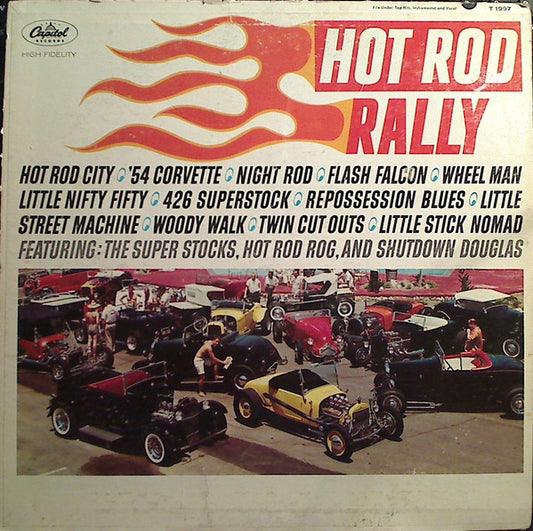 File Under: Top Hits, Instrumental and Vocal
T 1997
Capitol
RECORDS
HIGH FIDELITY
HOT ROD
RALLY
HOT ROD CITY '54 CORVETTE NIGHT ROD FLASH FALCON WHEEL MAN
LITTLE NIFTY FIFTY 426 SUPERSTOCK REPOSSESSION BLUES LITTLE
STREET MACHINE WOODY WALK TWIN CUT OUTS LITTLE STICK NOMAD
FEATURING: THE SUPER STOCKS, HOT ROD ROG, AND SHUTDOWN DOUGLAS